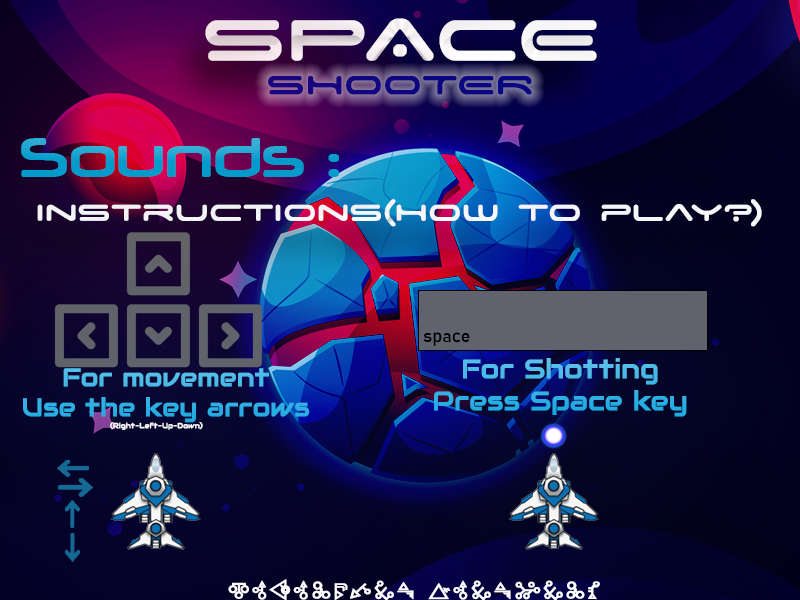 SPACE
SHOOTER
Sounds :
INSTRUCTIONS(HOW TO PLAY?)
space
For movement
Use the key arrows
(Right-Left-Up-Down)
For Shotting
Press Space key